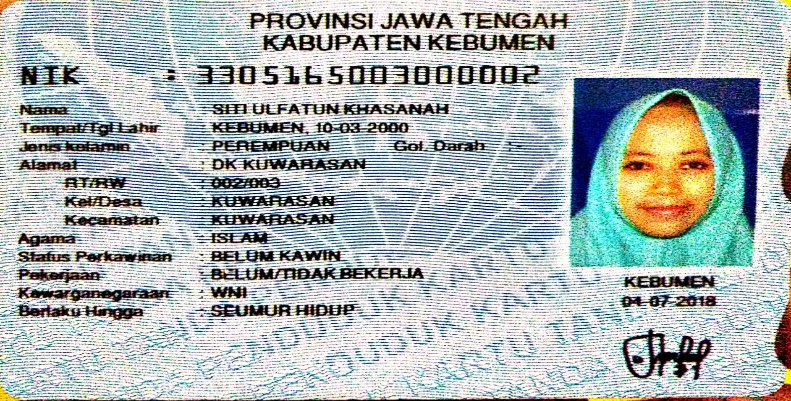 PROVINSI JAWA TENGAH
KABUPATEN KEBUMEN
NIK : 3305165003000002
Nama : SITI ULFATUN KHASANAH
Tempat/Tgl Lahir : KEBUMEN, 10-03-2000
Jenis kelamin : PEREMPUAN Gol. Darah : -
Alamat : DK KUWARASAN
RT/RW : 002/003
Kel/Desa : KUWARASAN
Kecamatan : KUWARASAN
Agama : ISLAM
Status Perkawinan : BELUM KAWIN
Pekerjaan : BELUM/TIDAK BEKERJA
Kewarganegaraan : WNI
Berlaku Hingga : SEUMUR HIDUP
KEBUMEN
04-07-2018